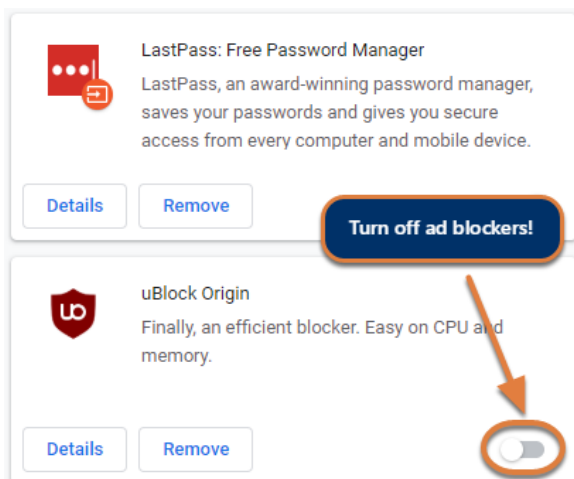 LastPass: Free Password Manager
LastPass, an award-winning password manager,
saves your passwords and gives you secure
access from every computer and mobile device.
Details Remove
Turn off ad blockers!
uBlock Origin
Finally, an efficient blocker. Easy on CPU and
memory.
Details Remove